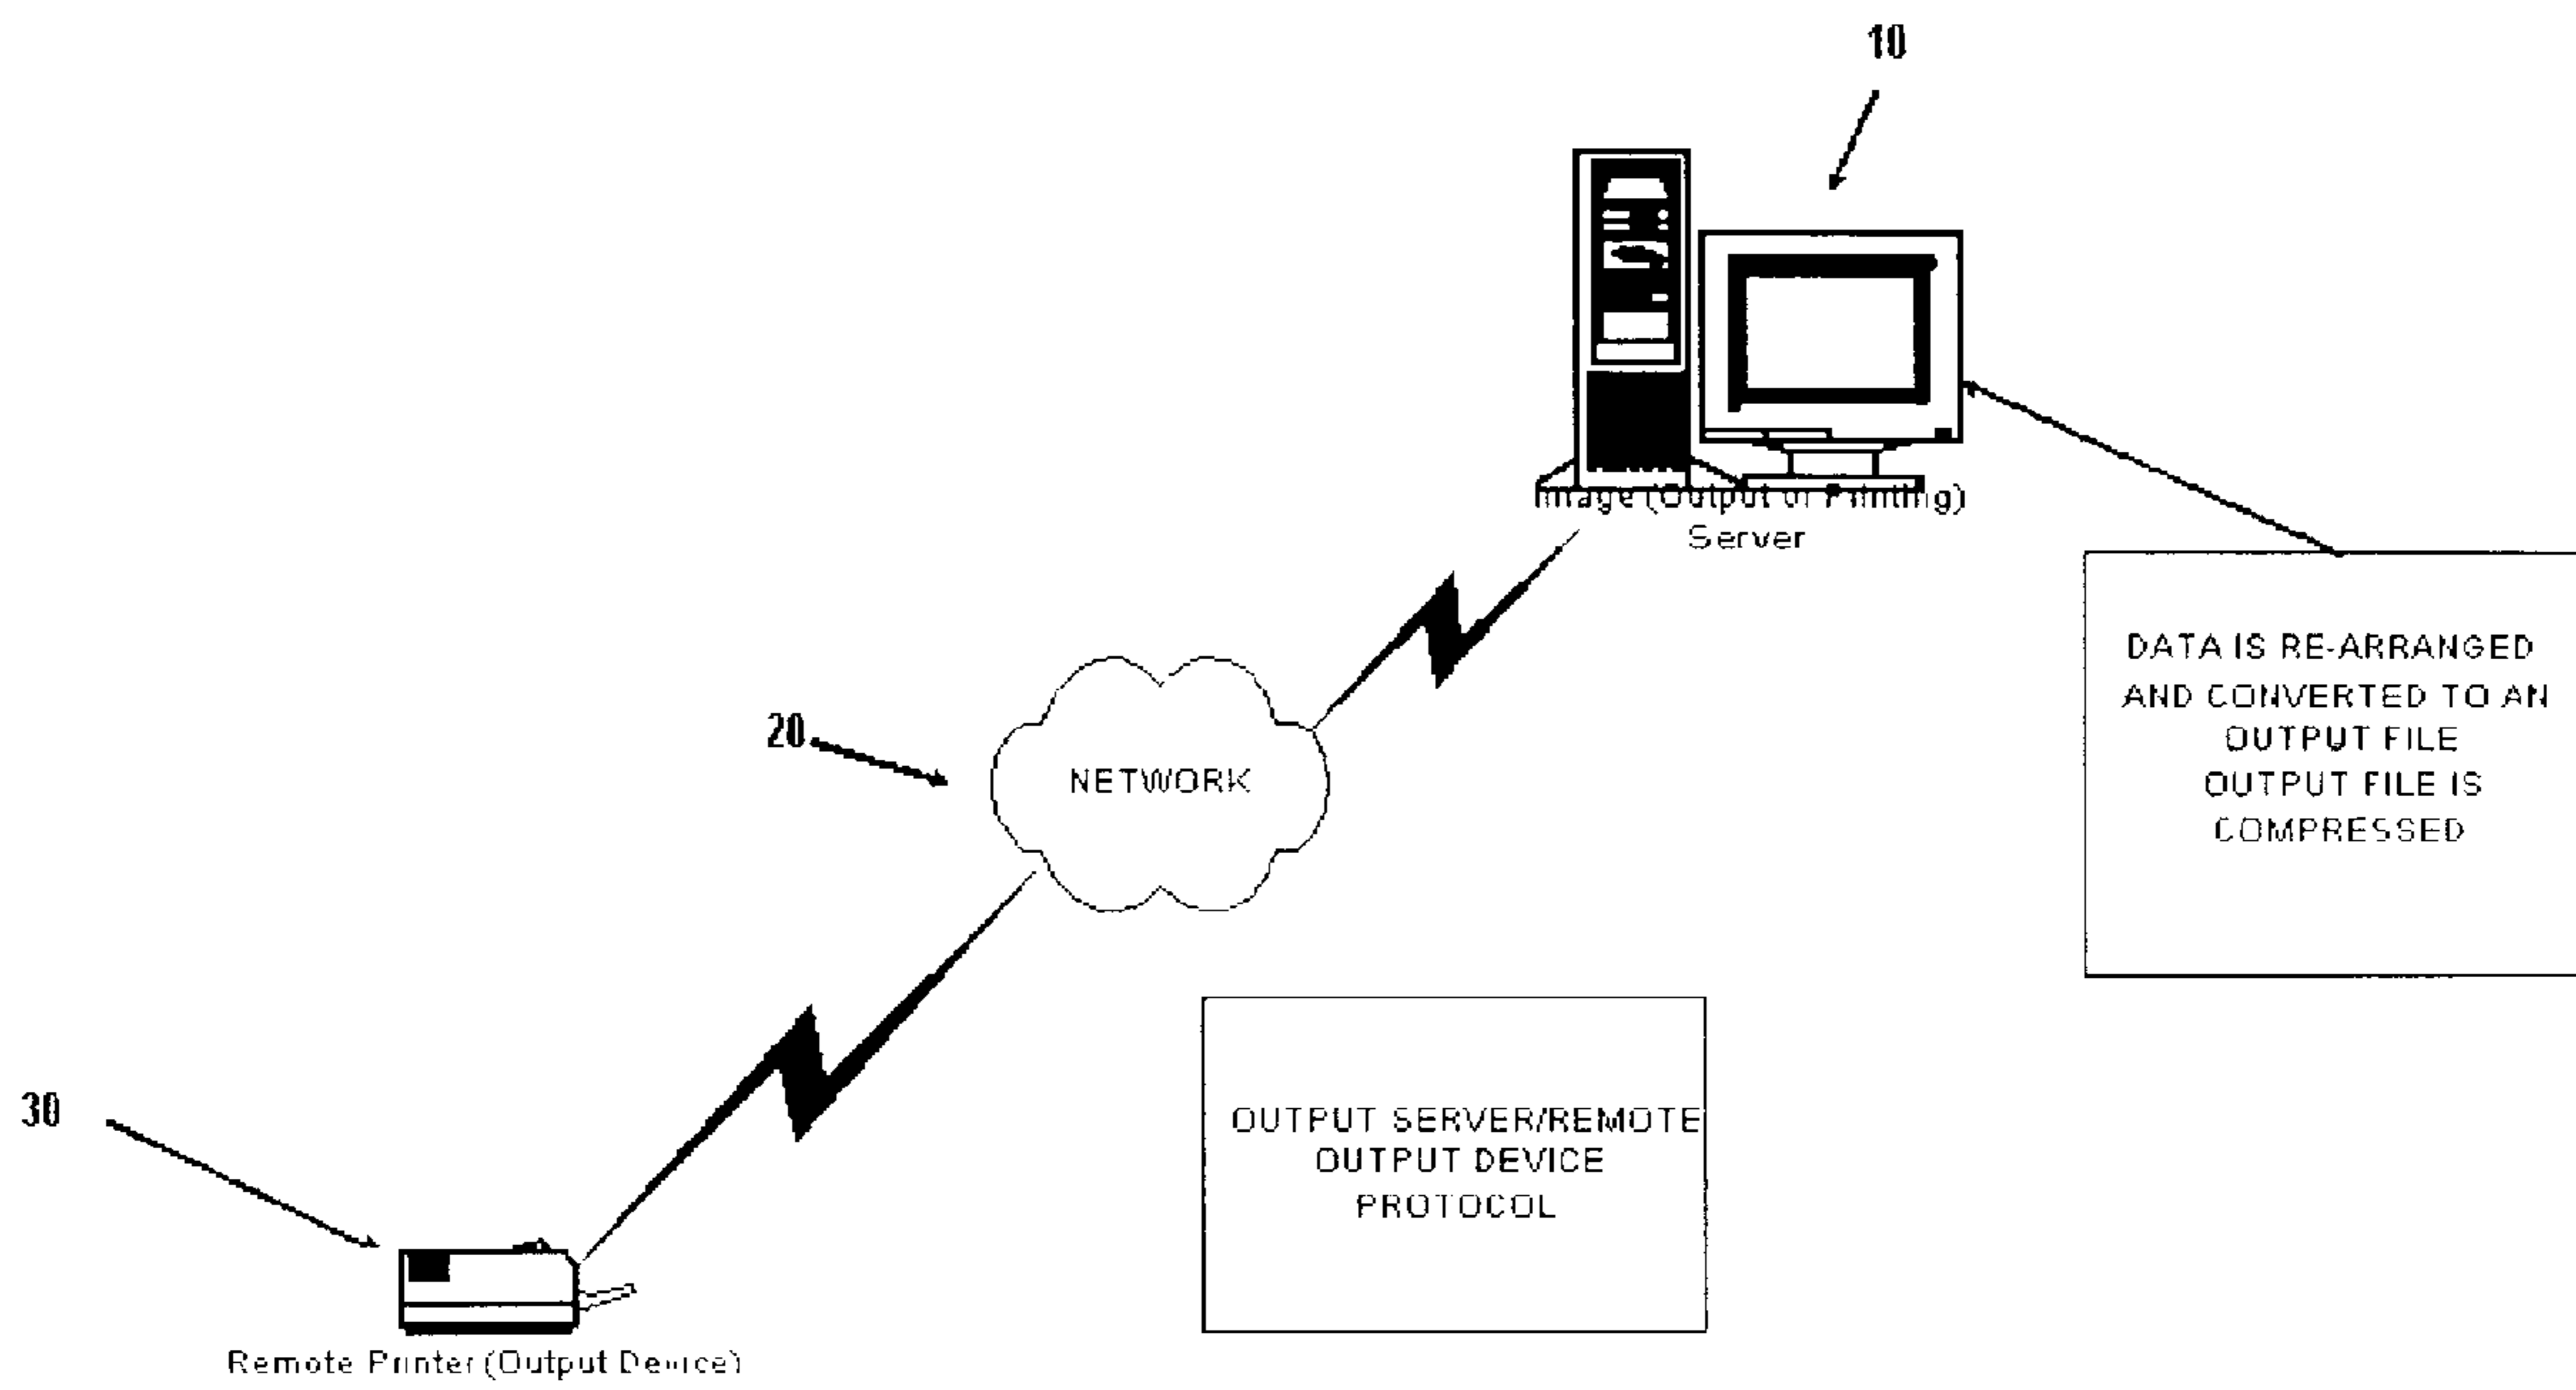 10
Image (Output or Printing)
Server
DATA IS RE-ARRANGED
AND CONVERTED TO AN
OUTPUT FILE
OUTPUT FILE IS
COMPRESSED
20
NETWORK
OUTPUT SERVER/REMOTE
OUTPUT DEVICE
PROTOCOL
30
Remote Printer (Output Device)